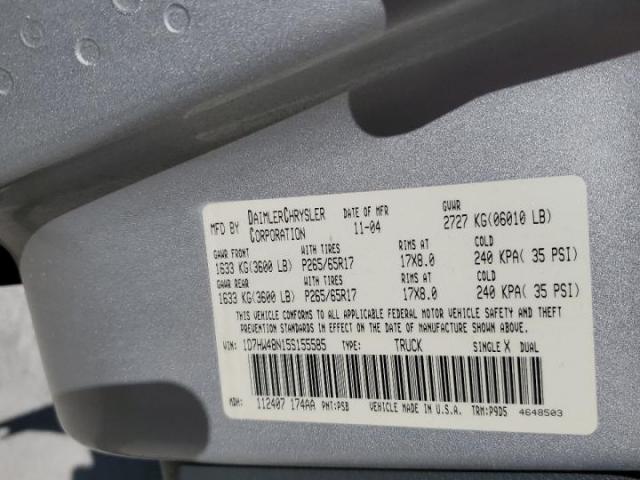 MFD BY DAIMLERCHRYSLER CORPORATION DATE OF MFR 11-04 GVWR 2727 KG(06010 LB)
GAWR FRONT WITH TIRES RIMS AT COLD
1633 KG(3600 LB) P265/65R17 17X8.0 240 KPA( 35 PSI)
GAWR REAR WITH TIRES RIMS AT COLD
1633 KG(3600 LB) P265/65R17 17X8.0 240 KPA( 35 PSI)
THIS VEHICLE CONFORMS TO ALL APPLICABLE FEDERAL MOTOR VEHICLE SAFETY AND THEFT
PREVENTION STANDARDS IN EFFECT ON THE DATE OF MANUFACTURE SHOWN ABOVE.
VIN: 1D7HW48N15S155585 TYPE: TRUCK SINGLE X DUAL
MDH: 112407 174AA PNT:PSB VEHICLE MADE IN U.S.A. TRM:P9D5 4648503